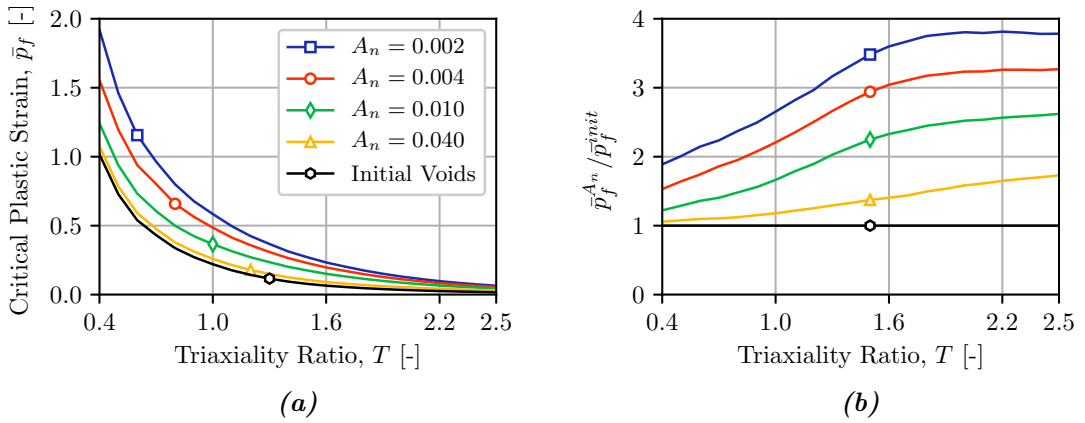 Critical Plastic Strain, p̄_f [-]
2.0
1.5
1.0
0.5
0.0
0.4 1.0 1.6 2.2 2.5
Triaxiality Ratio, T [-]
A_n = 0.002
A_n = 0.004
A_n = 0.010
A_n = 0.040
Initial Voids
(a)
p̄_f^{A_n}/p̄_f^{init}
4
3
2
1
0
0.4 1.0 1.6 2.2 2.5
Triaxiality Ratio, T [-]
(b)